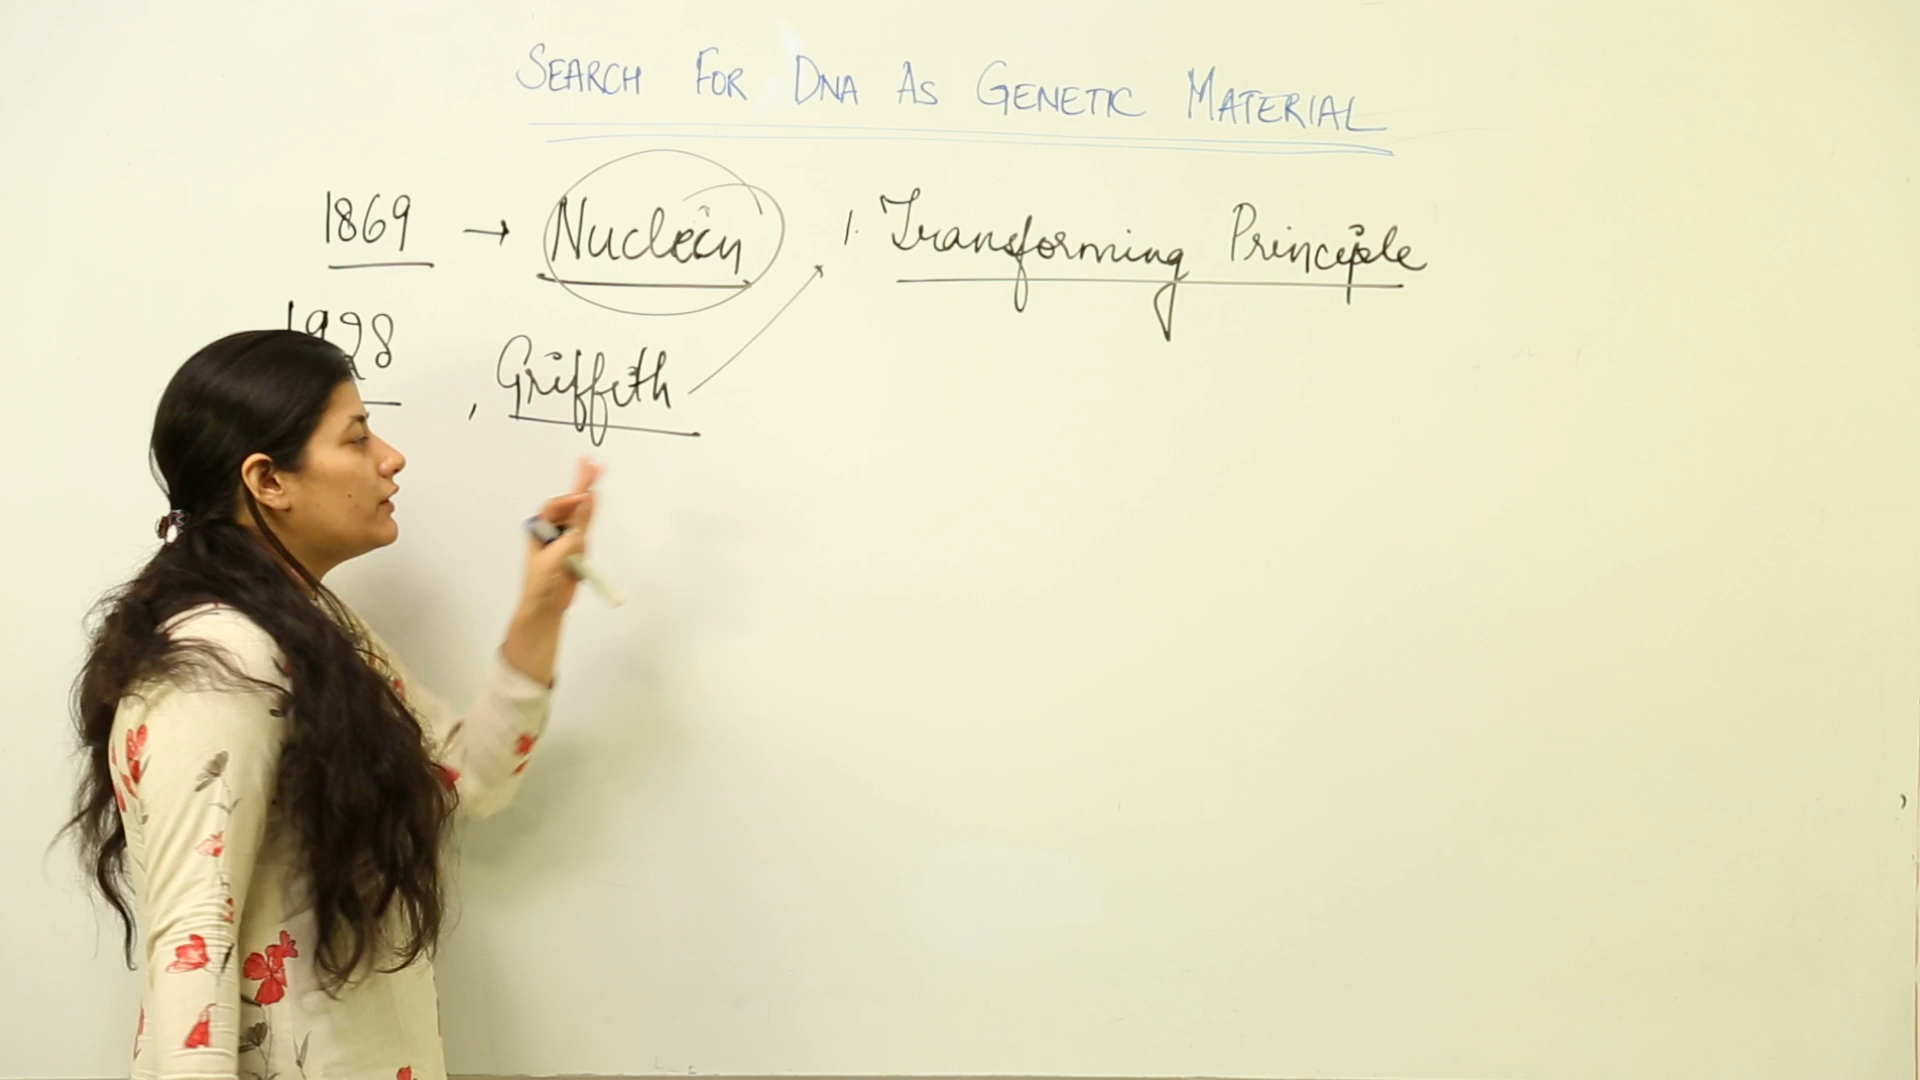 SEARCH FOR DNA AS GENETIC MATERIAL
1869 → Nuclein
1. Transforming Principle
1928, Griffith